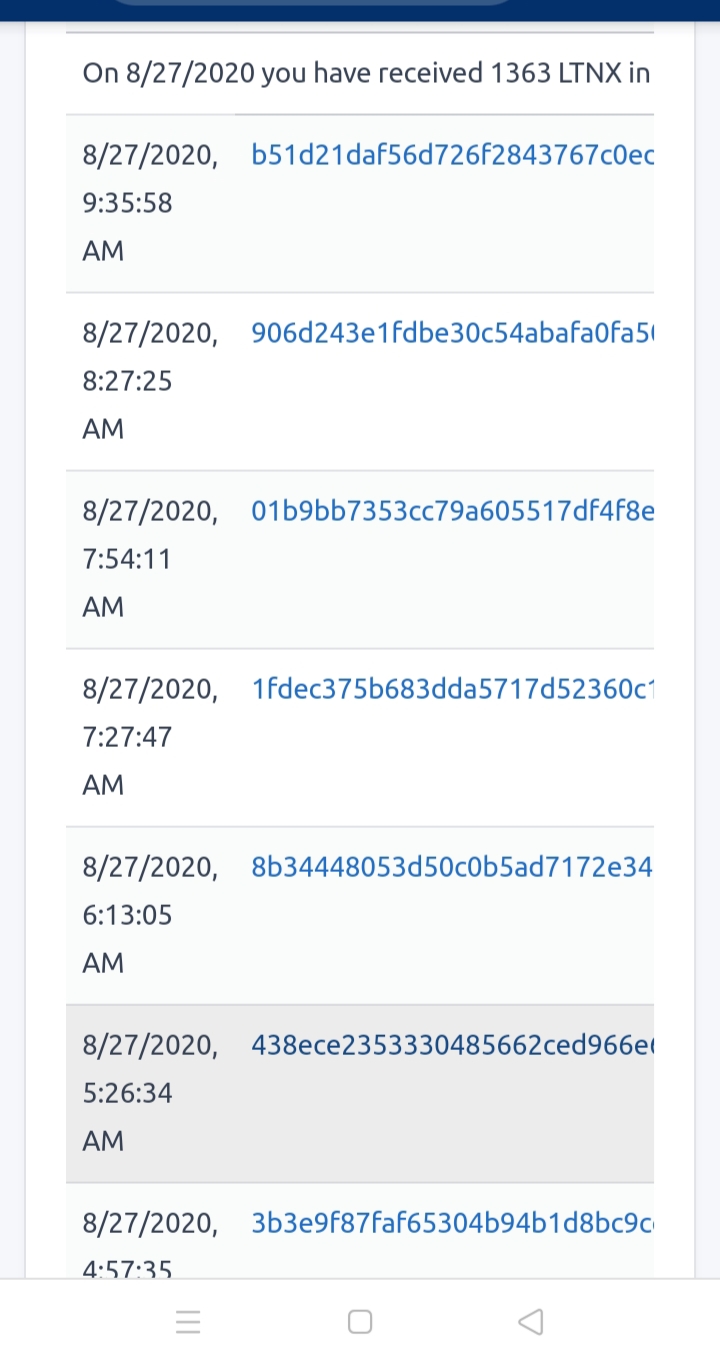 On 8/27/2020 you have received 1363 LTNX in
8/27/2020, b51d21daf56d726f2843767c0ec
9:35:58
AM
8/27/2020, 906d243e1fdbe30c54abafa0fa5
8:27:25
AM
8/27/2020, 01b9bb7353cc79a605517df4f8e
7:54:11
AM
8/27/2020, 1fdec375b683dda5717d52360c1
7:27:47
AM
8/27/2020, 8b34448053d50c0b5ad7172e34
6:13:05
AM
8/27/2020, 438ece2353330485662ced966e
5:26:34
AM
8/27/2020, 3b3e9f87faf65304b94b1d8bc9c
4:57:35